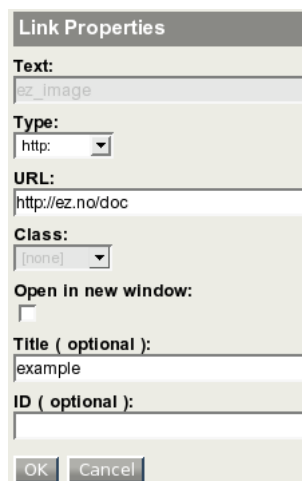 Link Properties
Text:
ez_image
Type:
http:
URL:
http://ez.no/doc
Class:
[none]
Open in new window:
Title ( optional ):
example
ID ( optional ):
OK Cancel